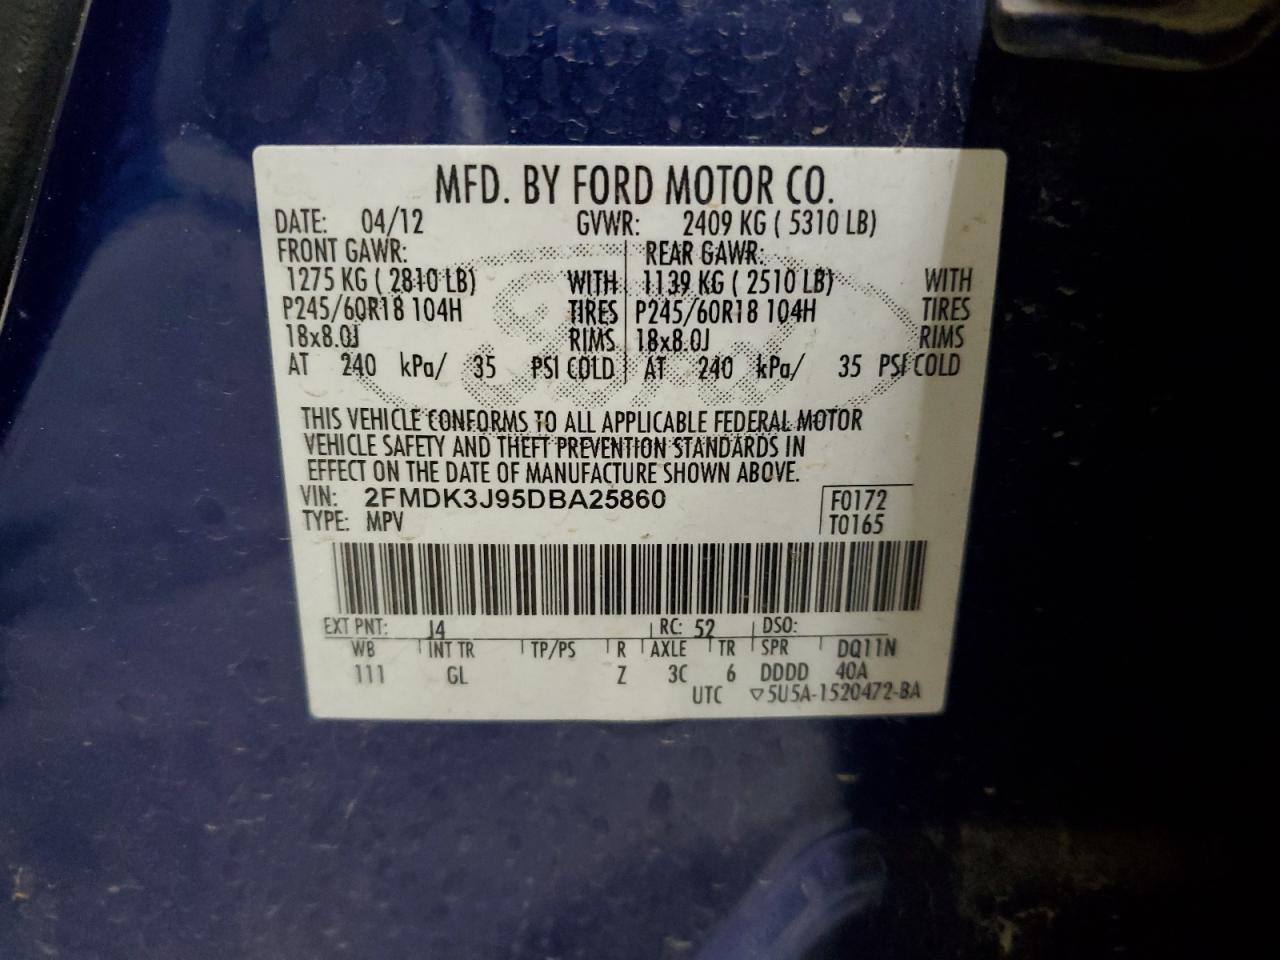 MFD. BY FORD MOTOR CO.
DATE: 04/12 GVWR: 2409 KG ( 5310 LB)
FRONT GAWR: REAR GAWR:
1275 KG ( 2810 LB) WITH 1139 KG ( 2510 LB) WITH
P245/60R18 104H TIRES P245/60R18 104H TIRES
18x8.0J RIMS 18x8.0J RIMS
AT 240 kPa/ 35 PSI COLD AT 240 kPa/ 35 PSI COLD
THIS VEHICLE CONFORMS TO ALL APPLICABLE FEDERAL MOTOR
VEHICLE SAFETY AND THEFT PREVENTION STANDARDS IN
EFFECT ON THE DATE OF MANUFACTURE SHOWN ABOVE.
VIN: 2FMDK3J95DBA25860 F0172
TYPE: MPV T0165
EXT PNT: J4 RC: 52 DSO:
WB INT TR TP/PS R AXLE TR SPR DQ11N
111 GL Z 3C 6 DDDD 40A
UTC ▽5U5A-1520472-BA